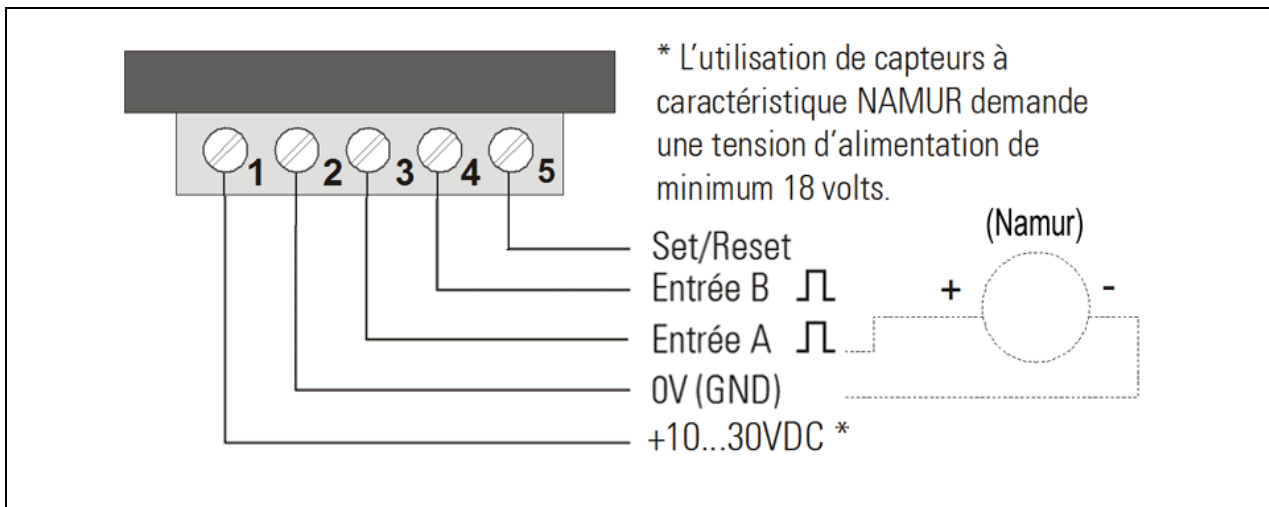 * L'utilisation de capteurs à
caractéristique NAMUR demande
une tension d'alimentation de
minimum 18 volts.
1 2 3 4 5
(Namur)
Set/Reset
Entrée B
+ -
Entrée A
0V (GND)
+10...30VDC *